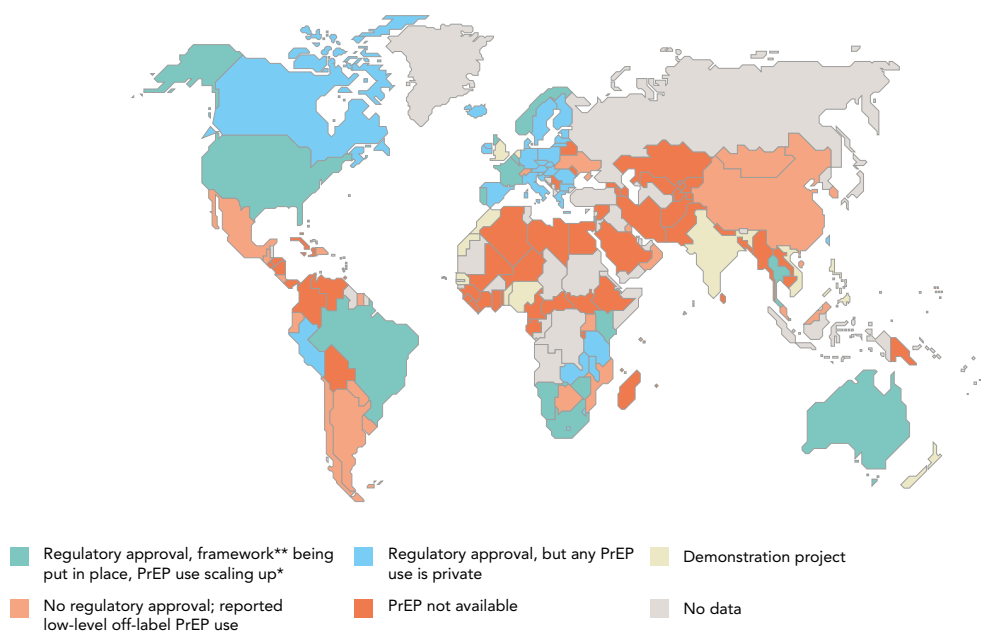 Regulatory approval, framework** being
put in place, PrEP use scaling up*
Regulatory approval, but any PrEP
use is private
Demonstration project
No regulatory approval; reported
low-level off-label PrEP use
PrEP not available
No data